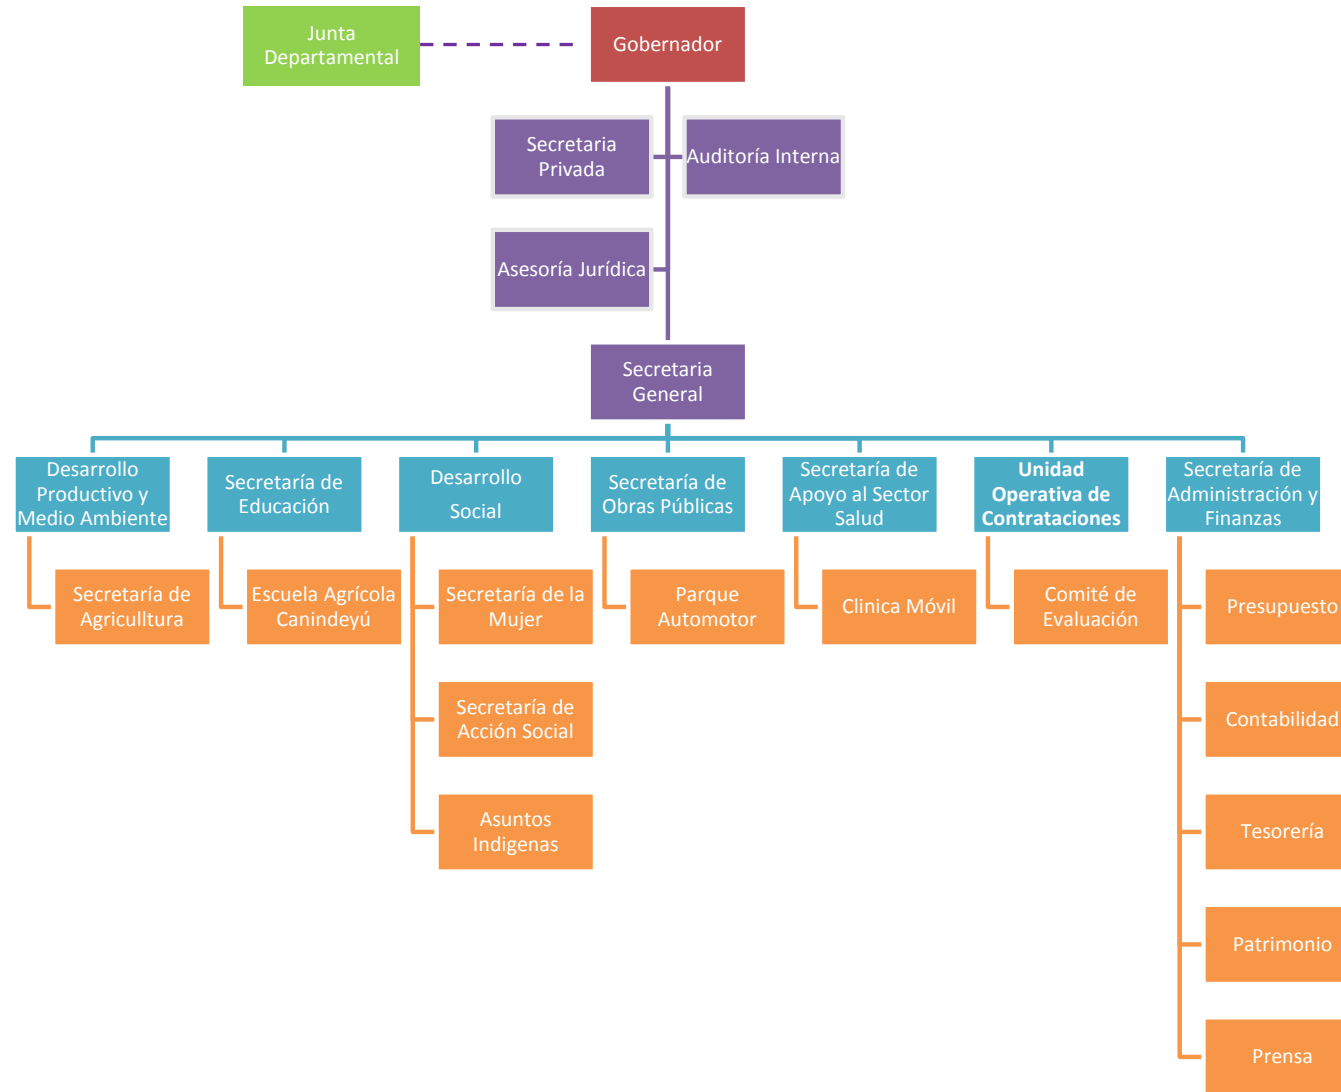 Junta
Departamental
Gobernador
Secretaria
Privada
Auditoría Interna
Asesoría Jurídica
Secretaria
General
Desarrollo
Productivo y
Medio Ambiente
Secretaría de
Educación
Desarrollo
Social
Secretaría de
Obras Públicas
Secretaría de
Apoyo al Sector
Salud
Unidad
Operativa de
Contrataciones
Secretaría de
Administración y
Finanzas
Secretaría de
Agriculltura
Escuela Agrícola
Canindeyú
Secretaría de la
Mujer
Parque
Automotor
Clinica Móvil
Comité de
Evaluación
Presupuesto
Secretaría de
Acción Social
Contabilidad
Asuntos
Indigenas
Tesorería
Patrimonio
Prensa